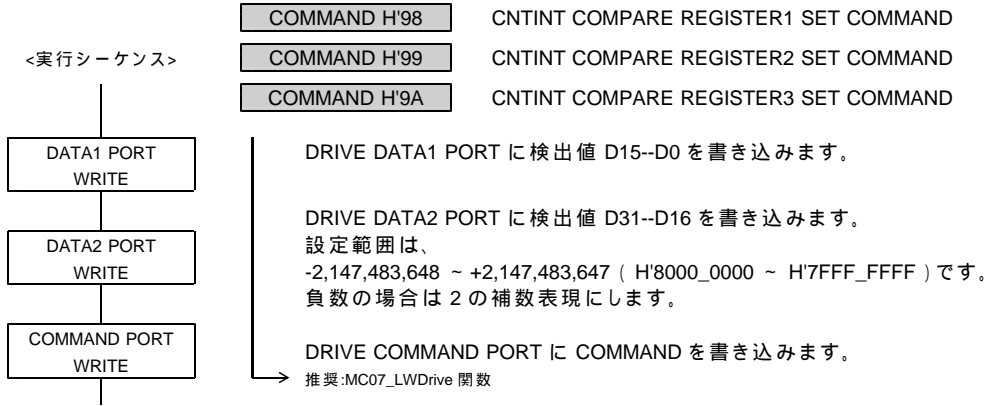 COMMAND H'98 CNTINT COMPARE REGISTER1 SET COMMAND
<実行シーケンス> COMMAND H'99 CNTINT COMPARE REGISTER2 SET COMMAND
COMMAND H'9A CNTINT COMPARE REGISTER3 SET COMMAND
DATA1 PORT
WRITE
DRIVE DATA1 PORT に検出値 D15--D0 を書き込みます。
DATA2 PORT
WRITE
DRIVE DATA2 PORT に検出値 D31--D16 を書き込みます。
設定範囲は、
-2,147,483,648 ~ +2,147,483,647 ( H'8000_0000 ~ H'7FFF_FFFF ) です。
負数の場合は2の補数表現にします。
COMMAND PORT
WRITE
DRIVE COMMAND PORT に COMMAND を書き込みます。
推奨:MC07_LWDrive 関数